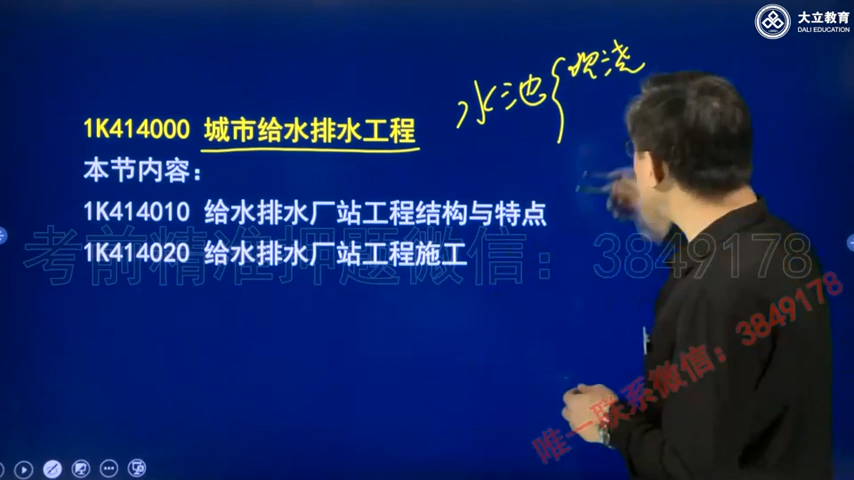 大立教育
DALI EDUCATION
水池{现浇
1K414000 城市给水排水工程
本节内容：
1K414010 给水排水厂站工程结构与特点
1K414020 给水排水厂站工程施工
考前精准押题微信：3849178
唯一联系微信：3849178